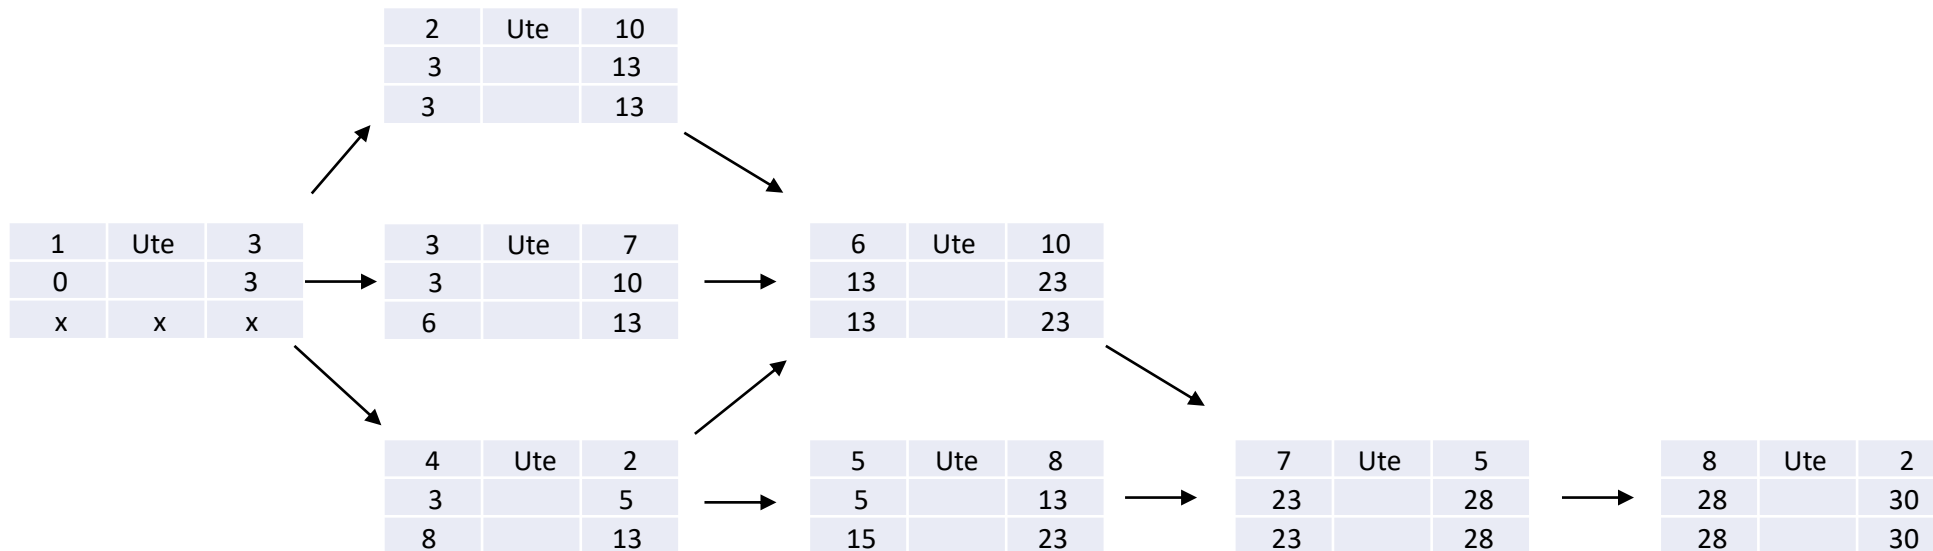 2 Ute 10
3 13
3 13
1 Ute 3
0 3
x x x
3 Ute 7
3 10
6 13
6 Ute 10
13 23
13 23
4 Ute 2
3 5
8 13
5 Ute 8
5 13
15 23
7 Ute 5
23 28
23 28
8 Ute 2
28 30
28 30